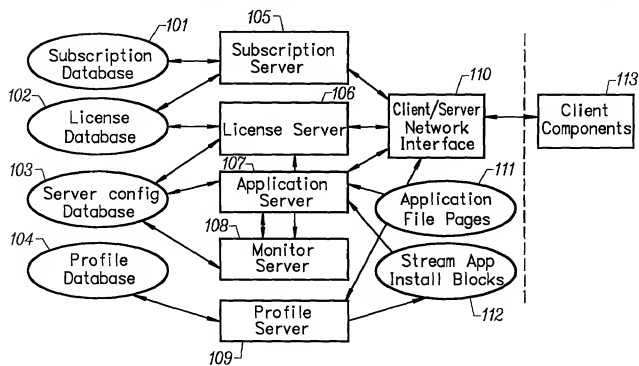 101
Subscription
Database
105
Subscription
Server
102
License
Database
106
License Server
110
Client/Server
Network
Interface
113
Client
Components
103
Server config
Database
107
Application
Server
111
Application
File Pages
104
Profile
Database
108
Monitor
Server
Stream App
Install Blocks
112
Profile
Server
109